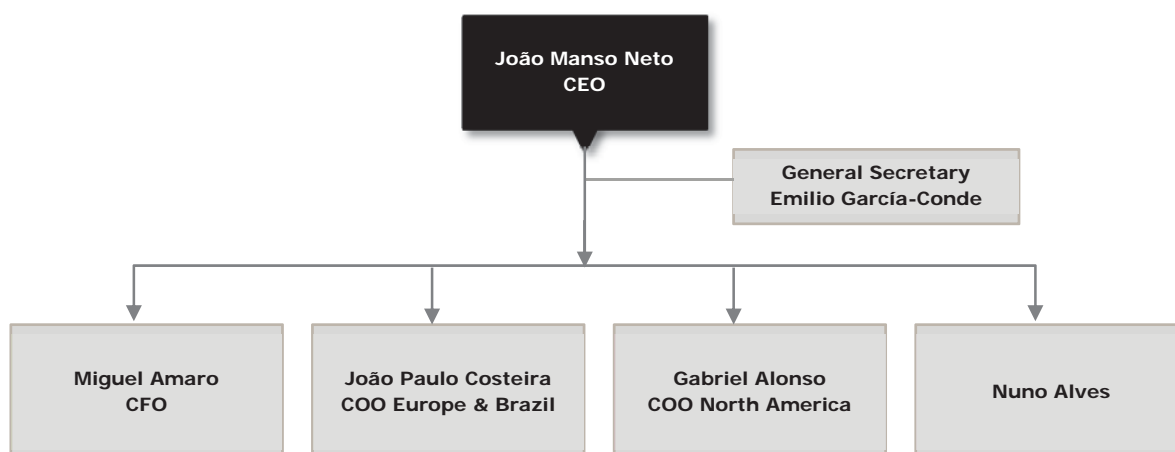 João Manso Neto
CEO
General Secretary
Emilio García-Conde
Miguel Amaro
CFO
João Paulo Costeira
COO Europe & Brazil
Gabriel Alonso
COO North America
Nuno Alves